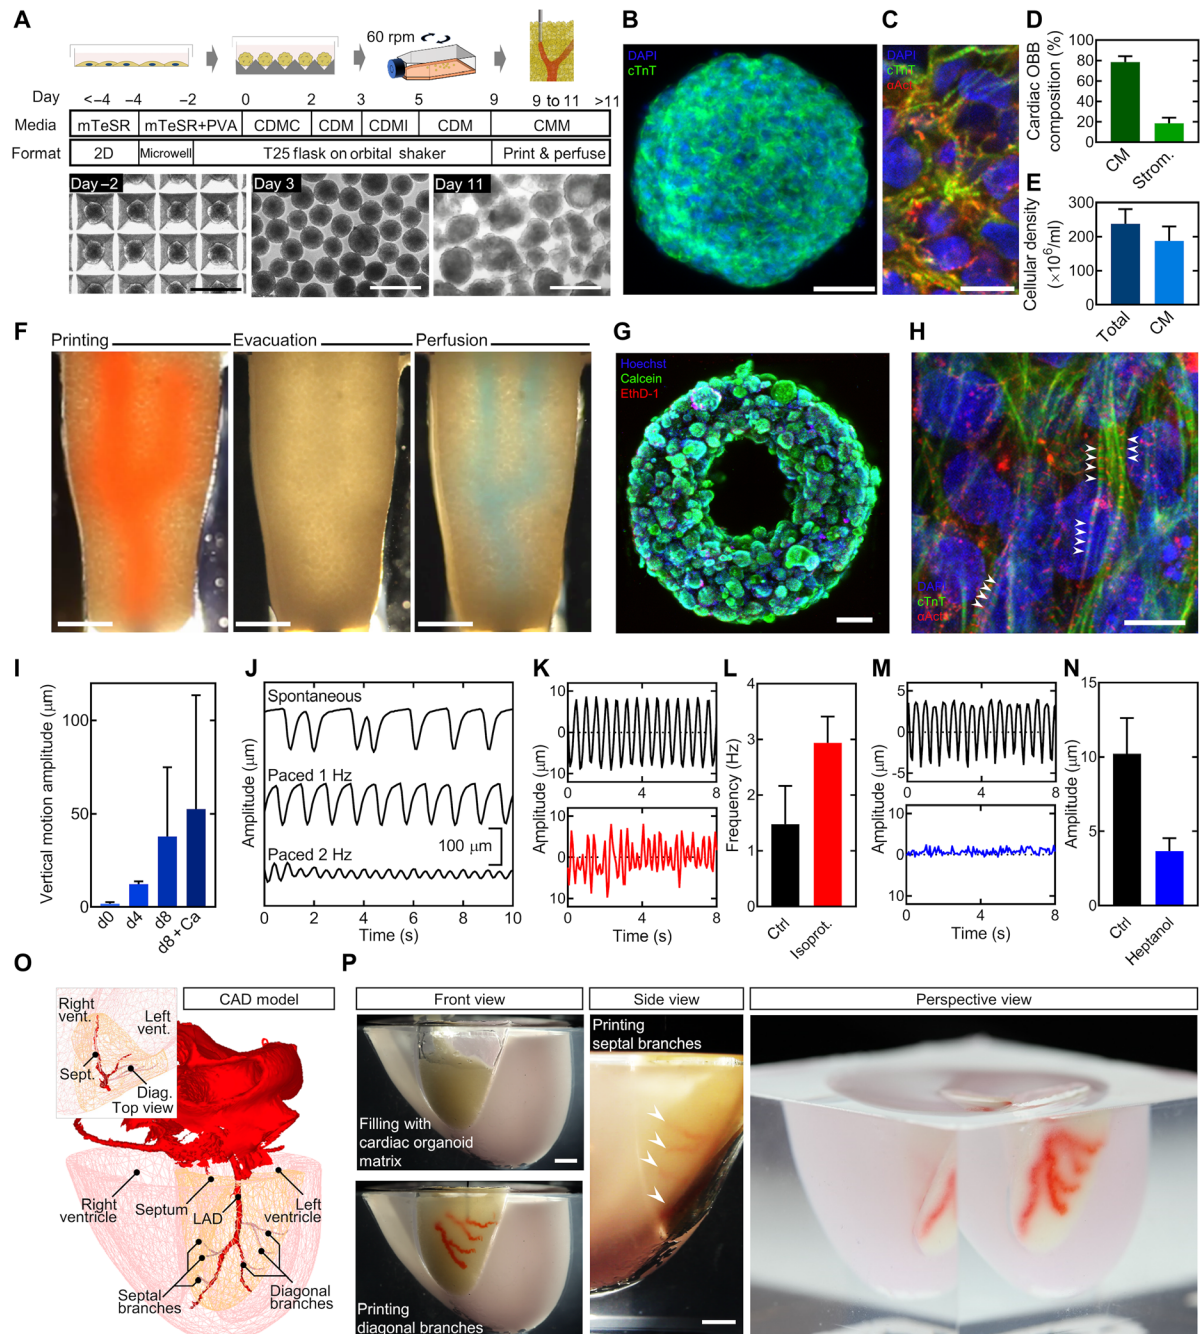 A
60 rpm
Day
<–4
–4
–2
0
2
3
5
9
9 to 11
>11
Media
mTeSR
mTeSR+PVA
CDMC
CDM
CDMI
CDM
CMM
Format
2D
Microwell
T25 flask on orbital shaker
Print & perfuse
Day –2
Day 3
Day 11
B
DAPI
cTnT
C
DAPI
cTnT
αAct
D
Cardiac OBB
composition (%)
100
80
60
40
20
0
CM
Strom.
E
Cellular density
(×10⁶/ml)
300
200
100
0
Total
CM
F
Printing
Evacuation
Perfusion
G
Hoechst
Calcein
EthD-1
H
DAPI
cTnT
αAct
I
Vertical motion amplitude (μm)
100
50
0
d0
d4
d8
d8 + Ca
J
Amplitude (μm)
Spontaneous
Paced 1 Hz
100 μm
Paced 2 Hz
0
2
4
6
8
10
Time (s)
K
Amplitude (μm)
10
0
10
0
4
8
10
0
10
0
4
8
Time (s)
L
Frequency (Hz)
4
3
2
1
0
Ctrl
Isoprot.
M
Amplitude (μm)
5
0
-5
0
4
8
10
0
10
0
4
8
Time (s)
N
Amplitude (μm)
15
10
5
0
Ctrl
Heptanol
O
CAD model
Right
vent.
Left
vent.
Sept.
Diag.
Top view
Right
ventricle
Septum
LAD
Left
ventricle
Septal
branches
Diagonal
branches
P
Front view
Side view
Perspective view
Filling with
cardiac organoid
matrix
Printing
diagonal branches
Printing
septal branches